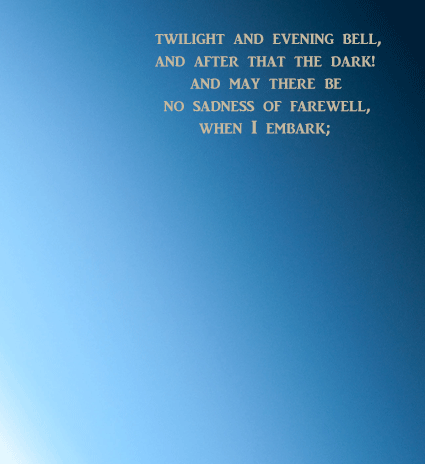 TWILIGHT AND EVENING BELL,
AND AFTER THAT THE DARK!
AND MAY THERE BE
NO SADNESS OF FAREWELL,
WHEN I EMBARK;